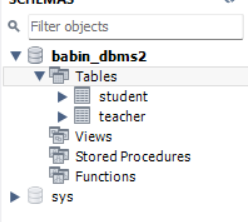 SCHEMAS
Filter objects
babin_dbms2
Tables
student
teacher
Views
Stored Procedures
Functions
sys